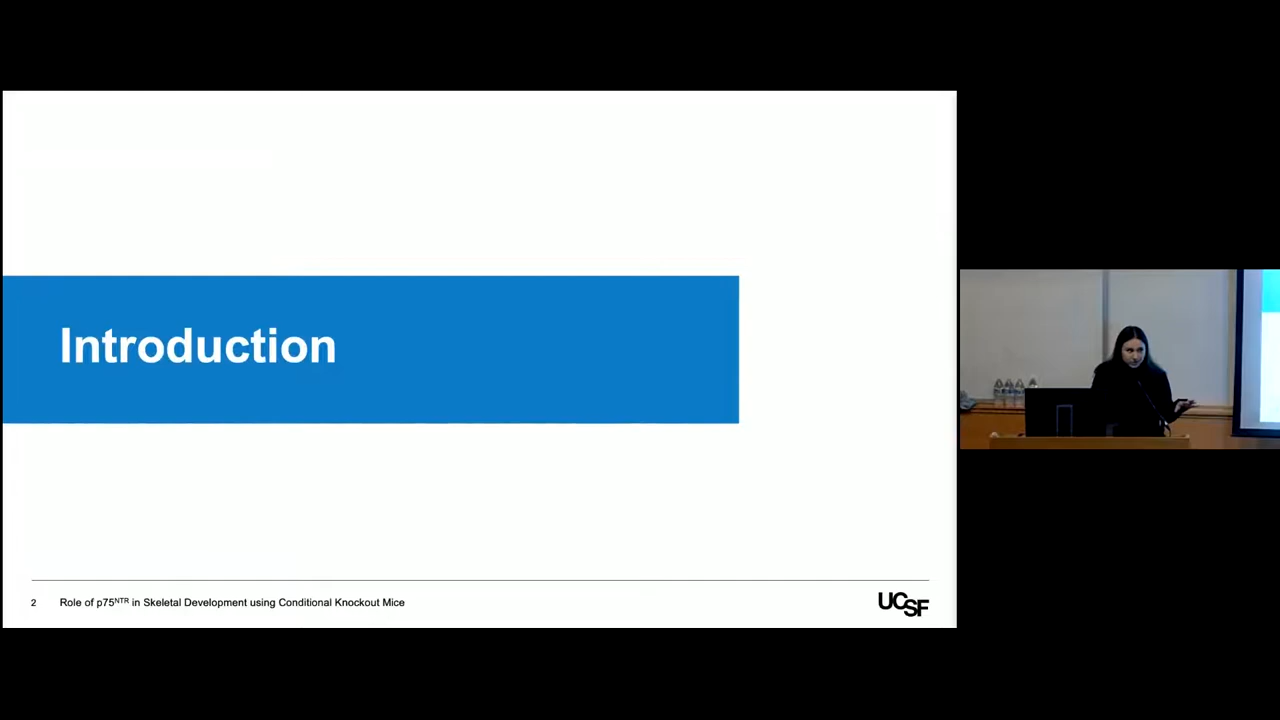 Introduction
2 Role of p75NTR in Skeletal Development using Conditional Knockout Mice
UCSF